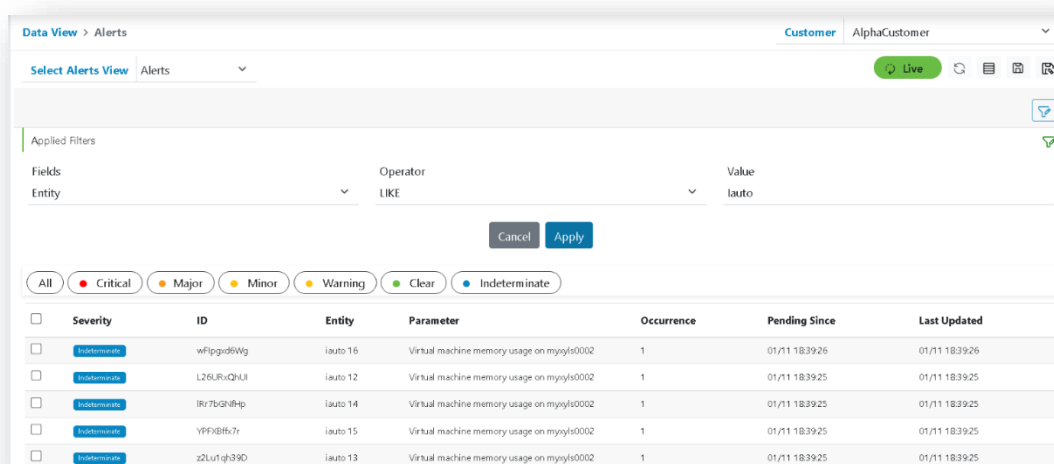 Data View > Alerts Customer AlphaCustomer
Select Alerts View Alerts Live
Applied Filters
Fields Operator Value
Entity LIKE Iauto
Cancel Apply
All Critical Major Minor Warning Clear Indeterminate
Severity ID Entity Parameter Occurrence Pending Since Last Updated
Indeterminate wFlpgxd6Wg iauto 16 Virtual machine memory usage on myxyls0002 1 01/11 18:39:26 01/11 18:39:26
Indeterminate L26URxQhUI iauto 12 Virtual machine memory usage on myxyls0002 1 01/11 18:39:25 01/11 18:39:25
Indeterminate lRr7bGNfHp iauto 14 Virtual machine memory usage on myxyls0002 1 01/11 18:39:25 01/11 18:39:25
Indeterminate YPFXBffx7r iauto 15 Virtual machine memory usage on myxyls0002 1 01/11 18:39:25 01/11 18:39:25
Indeterminate z2Lu1qh39D iauto 13 Virtual machine memory usage on myxyls0002 1 01/11 18:39:25 01/11 18:39:25